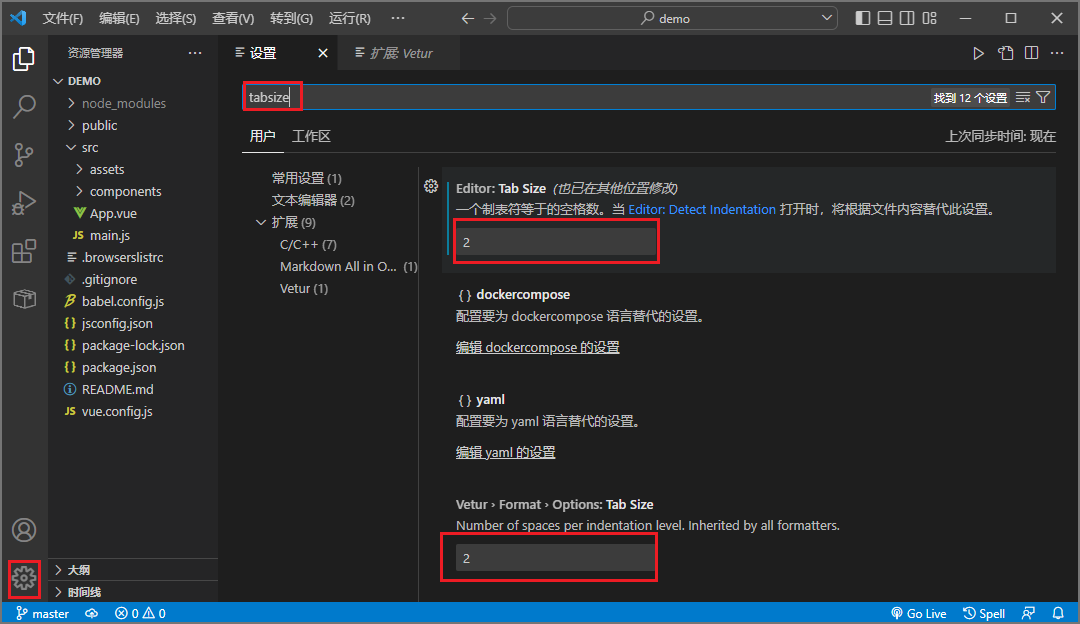 文件(F) 编辑(E) 选择(S) 查看(V) 转到(G) 运行(R) ··· demo
资源管理器 ···
DEMO
node_modules
public
src
assets
components
App.vue
JS main.js
.browserslistrc
.gitignore
babel.config.js
{} jsconfig.json
{} package-lock.json
{} package.json
README.md
JS vue.config.js
大纲
时间线
设置
扩展: Vetur
tabsize
找到 12 个设置
用户 工作区
上次同步时间: 现在
常用设置 (1)
文本编辑器 (2)
扩展 (9)
C/C++ (7)
Markdown All in O... (1)
Vetur (1)
Editor: Tab Size (也已在其他位置修改)
一个制表符等于的空格数。当 Editor: Detect Indentation 打开时，将根据文件内容替代此设置。
2
{} dockercompose
配置要为 dockercompose 语言替代的设置。
编辑 dockercompose 的设置
{} yaml
配置要为 yaml 语言替代的设置。
编辑 yaml 的设置
Vetur › Format › Options: Tab Size
Number of spaces per indentation level. Inherited by all formatters.
2
master 0 0 Go Live Spell